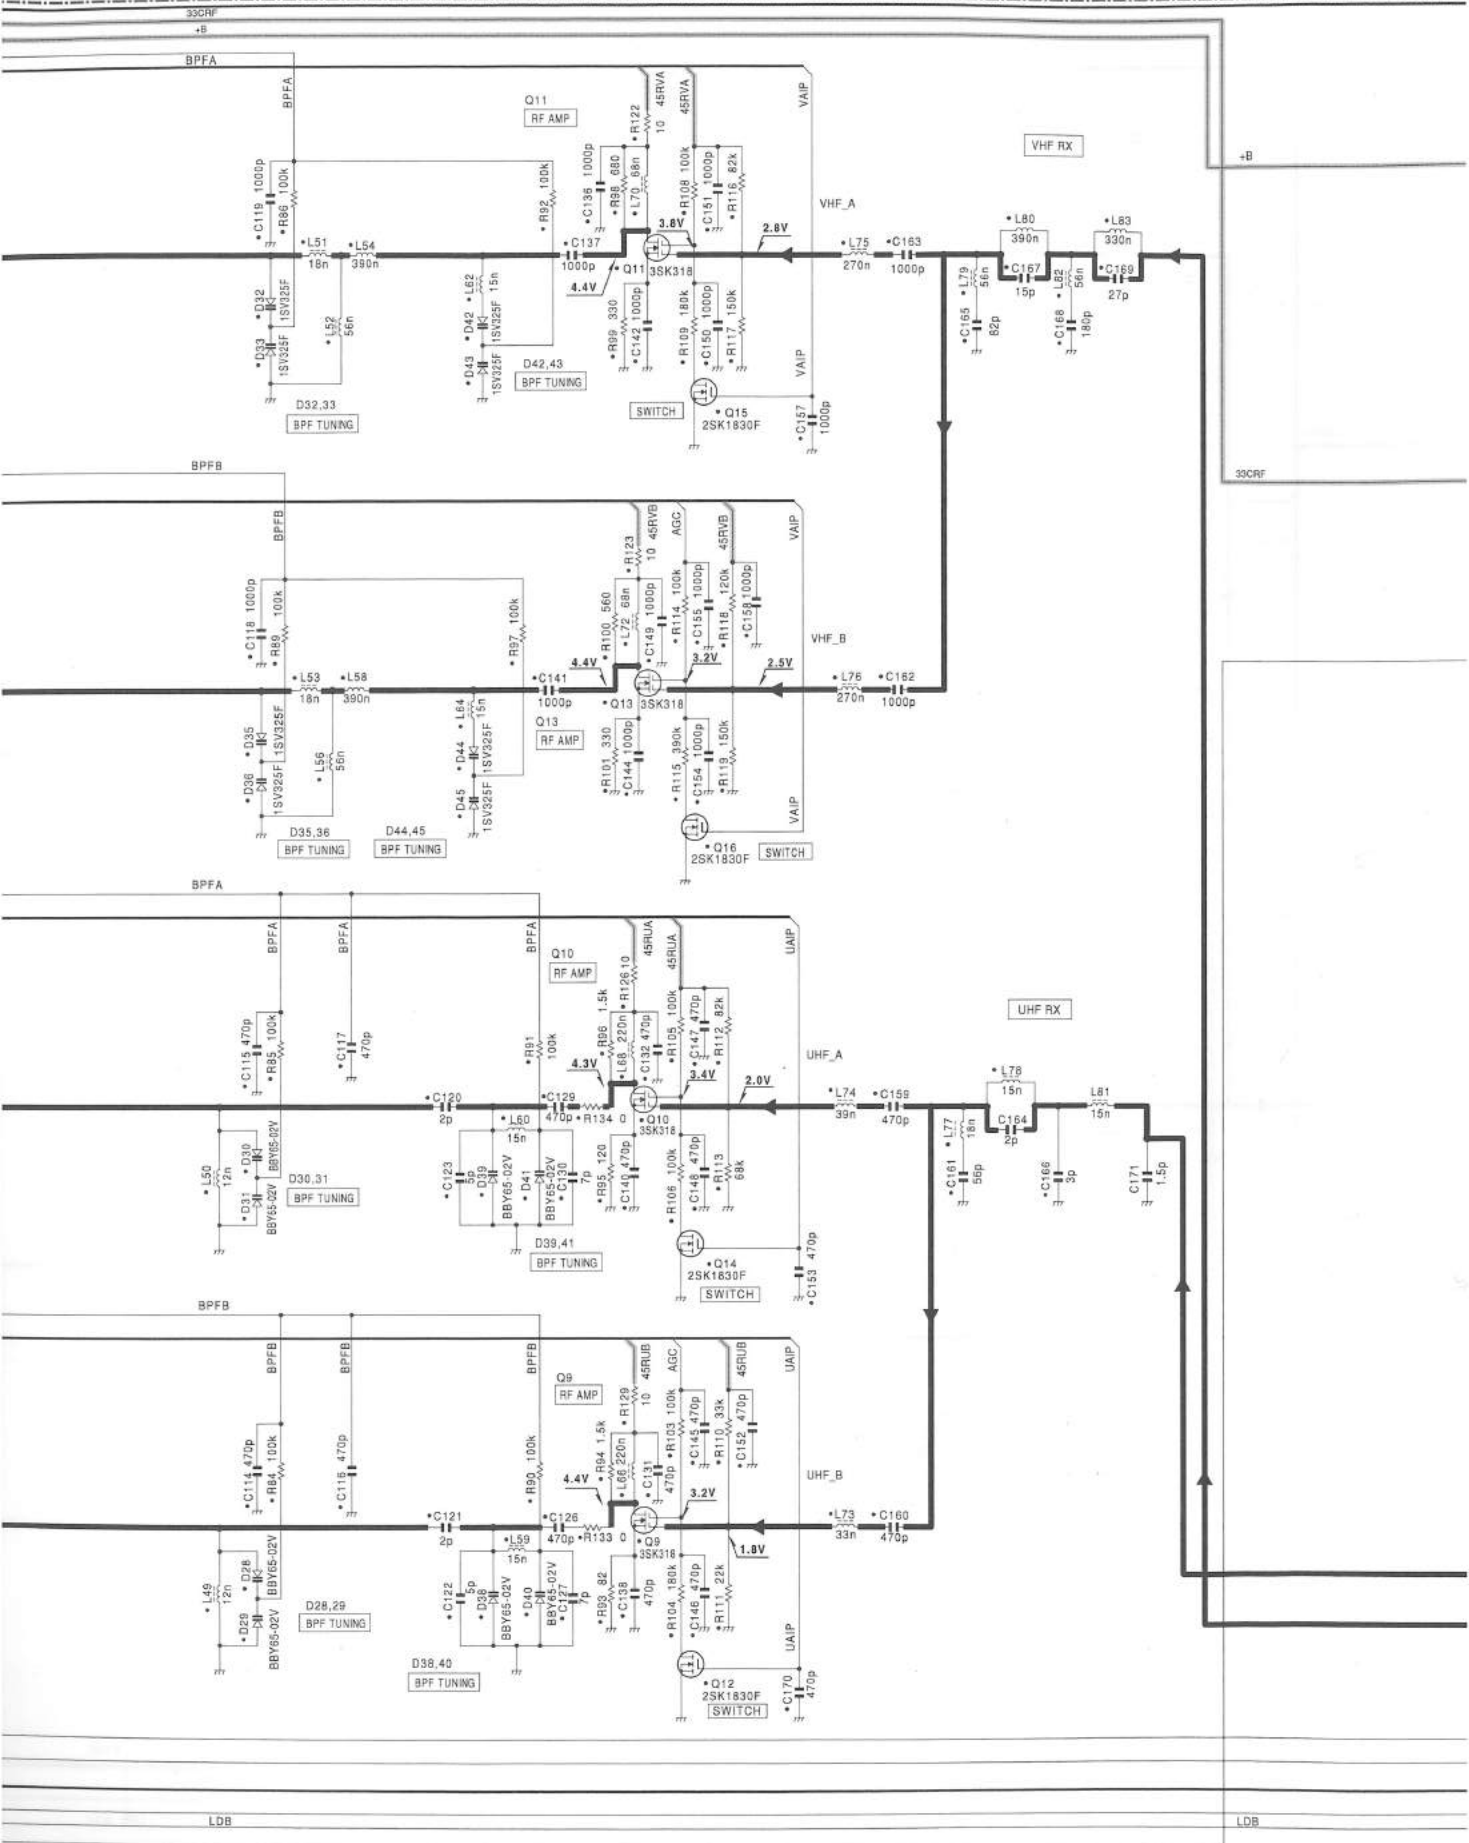 33CRF
+B
BPFA
BPFA
Q11
RF AMP
• R122
10
45RVA
45RVA
VAIP
VHF RX
+B
• C119 1000p
• R86 100k
• R92 100k
• C136 1000p
• R98 680
• L70 68n
• R108 100k
• C151 1000p
• R116 82k
VHF_A
3.8V
2.8V
• L51
18n
• L54
390n
• C137
1000p
• Q11
3SK318
4.4V
• L75
270n
• C163
1000p
• L80
390n
• C167
15p
• L83
330n
• C169
27p
• L79
56n
• C165
82p
• L82
56n
• C168
180p
• D32
1SV325F
• D33
1SV325F
• L52
56n
• L62
15n
• D42
1SV325F
• D43
1SV325F
• R99 330
• C142 1000p
• R109 180k
• C150 1000p
• R117 150k
VAIP
D42,43
BPF TUNING
D32,33
BPF TUNING
SWITCH
• Q15
2SK1830F
• C157
1000p
BPFB
33CRF
BPFB
• R123
10
45RVB
AGC
45RVB
VAIP
• C118 1000p
• R89 100k
• R97 100k
• R100 560
• L72 68n
• C149 1000p
• R114 100k
• C155 1000p
• R118 120k
• C158 1000p
VHF_B
4.4V
3.2V
2.5V
• L53
18n
• L58
390n
• C141
1000p
• Q13
3SK318
• L76
270n
• C162
1000p
Q13
RF AMP
• D35
1SV325F
• D36
1SV325F
• L56
56n
• L64
15n
• D44
1SV325F
• D45
1SV325F
• R101 330
• C144 1000p
• R115 390k
• C154 1000p
• R119 150k
VAIP
D35,36
BPF TUNING
D44,45
BPF TUNING
• Q16
2SK1830F
SWITCH
BPFA
BPFA
BPFA
BPFA
Q10
RF AMP
• R126 10
45RUA
45RUA
UAIP
UHF RX
• C115 470p
• R85 100k
• C117
470p
• R91
100k
• R96 1.5k
• L68 220n
• C132 470p
• R105 100k
• C147 470p
• R112 82k
UHF_A
4.3V
3.4V
2.0V
• C120
2p
• C129
470p
• R134 0
• Q10
3SK318
• L74
39n
• C159
470p
• L78
15n
C164
2p
L81
15n
• L77
18n
• C161
56p
• C166
3p
C171
1.5p
• L50
12n
• D30
BBY65-02V
• D31
BBY65-02V
D30,31
BPF TUNING
• L60
15n
• C123
5p
• D39
BBY65-02V
• D41
BBY65-02V
• C130
7p
• R95 120
• C140 470p
• R106 100k
• C148 470p
• R113
68k
D39,41
BPF TUNING
• Q14
2SK1830F
SWITCH
• C153 470p
BPFB
BPFB
BPFB
BPFB
Q9
RF AMP
• R129
10
45RUB
AGC
45RUB
UAIP
• C114 470p
• R84 100k
• C116 470p
• R90 100k
• R94 1.5k
• L66 220n
• C131
470p
• R103 100k
• C145 470p
• R110 33k
• C152 470p
UHF_B
4.4V
3.2V
1.8V
• C121
2p
• C126
470p
• R133 0
• Q9
3SK318
• L73
33n
• C160
470p
• L49
12n
• D28
BBY65-02V
• D29
BBY65-02V
D28,29
BPF TUNING
• L59
15n
• C122
5p
• D38
BBY65-02V
• D40
BBY65-02V
• C127
7p
• R93 82
• C138
470p
• R104 180k
• C146 470p
• R111 22k
UAIP
D38,40
BPF TUNING
• Q12
2SK1830F
SWITCH
• C170
470p
LDB
LDB